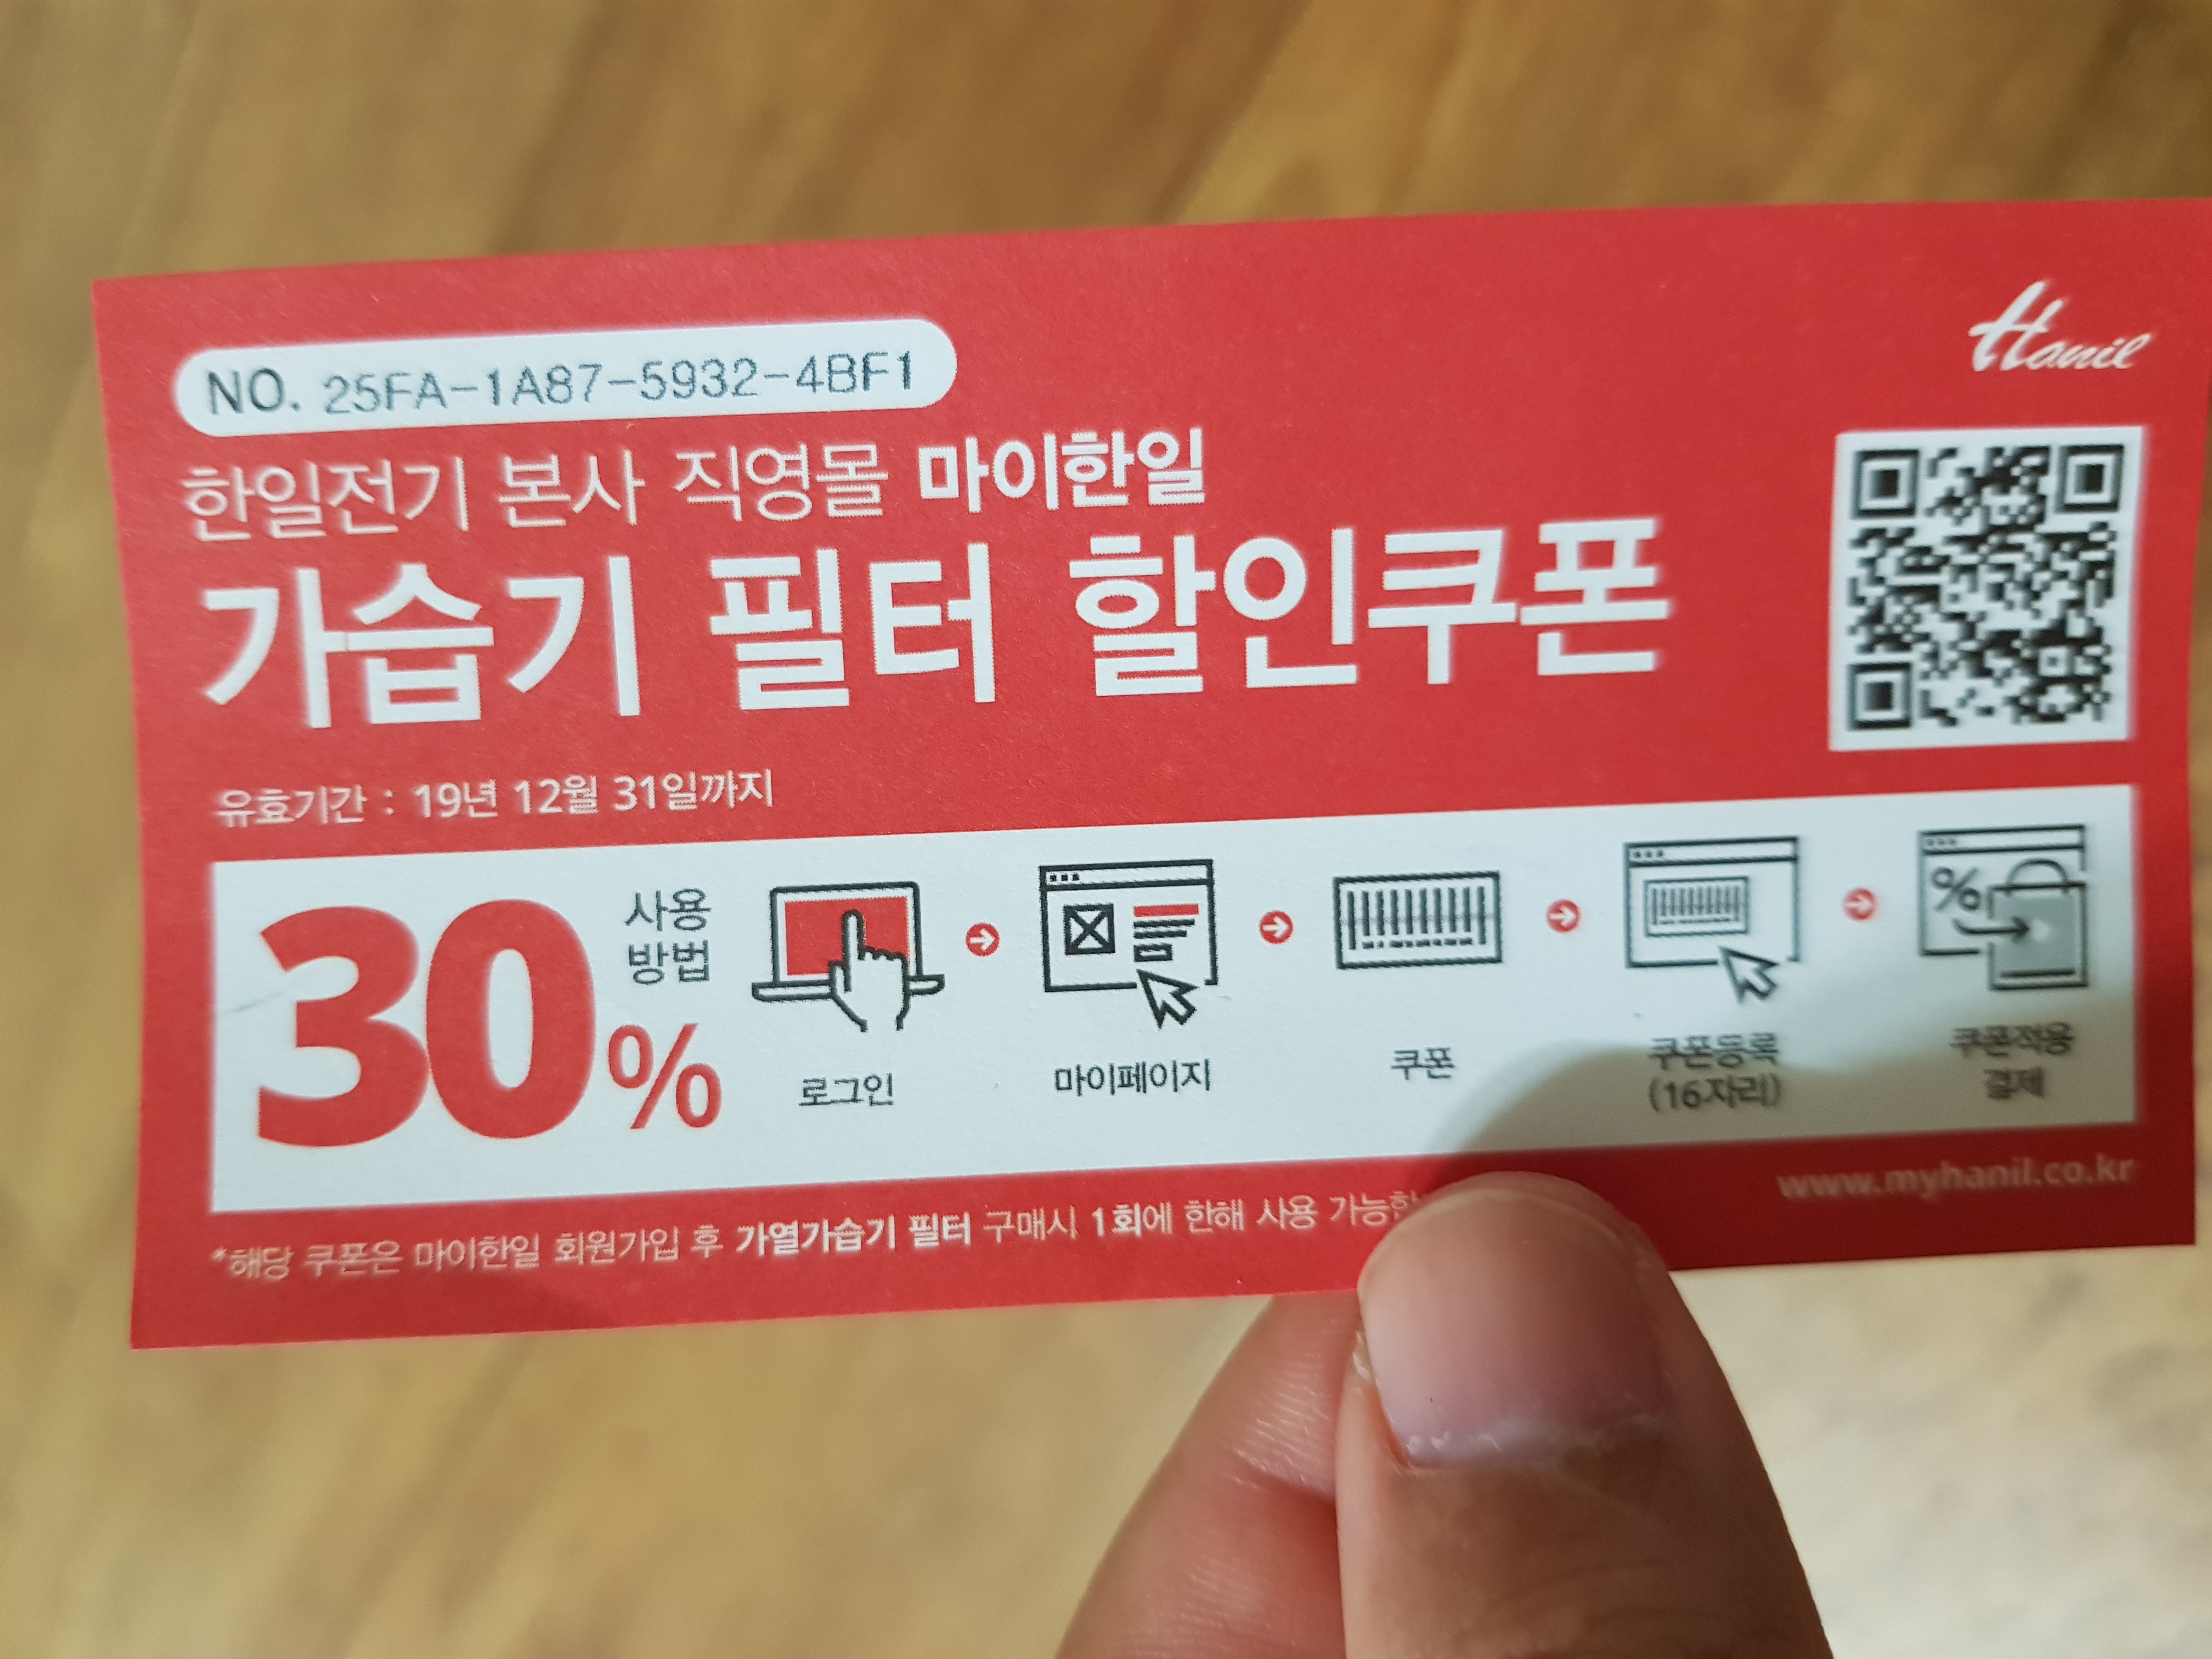 Hanil
NO. 25FA-1A87-5932-4BF1
한일전기 본사 직영몰 마이한일
가습기 필터 할인쿠폰
유효기간 : 19년 12월 31일까지
30%
사용
방법
로그인
마이페이지
쿠폰
쿠폰등록
(16자리)
쿠폰적용
결제
%
www.myhanil.co.kr
*해당 쿠폰은 마이한일 회원가입 후 가열가습기 필터 구매시 1회에 한해 사용